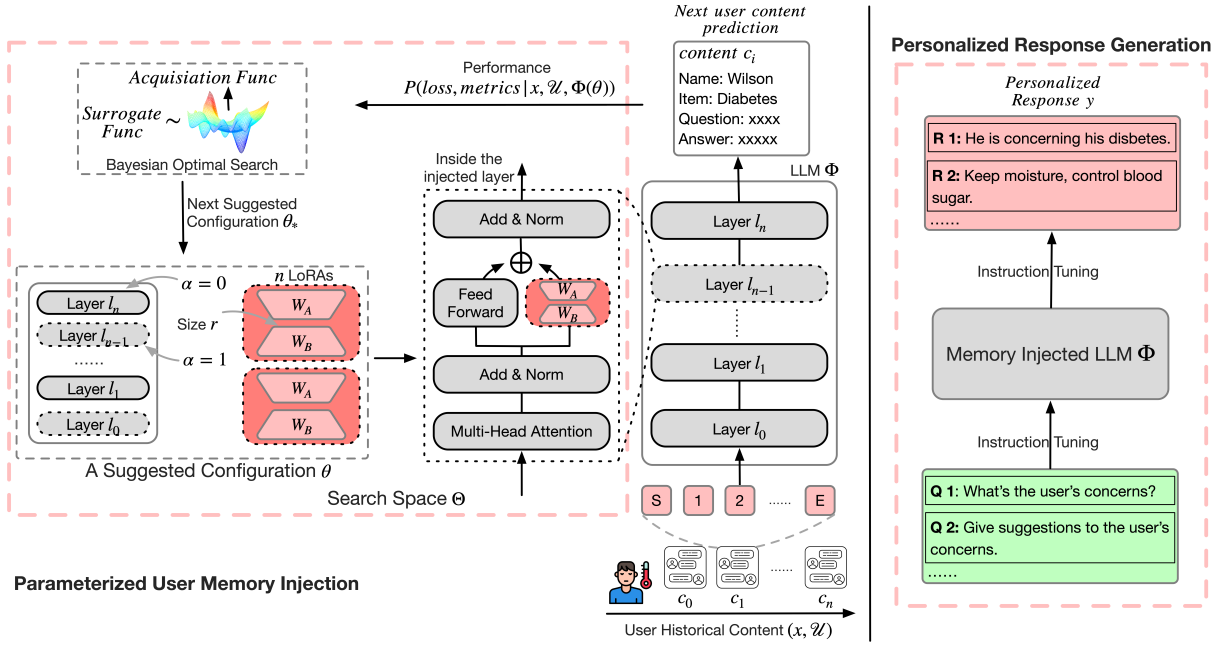 Next user content
prediction
content cᵢ
Name: Wilson
Item: Diabetes
Question: xxxx
Answer: xxxxx
Performance
P(loss, metrics | x, 𝒰, Φ(θ))
Acquisiation Func
Surrogate
Func
~
Bayesian Optimal Search
Next Suggested
Configuration θ∗
n LoRAs
α = 0
Layer lₙ
Layer lₙ₋₁
......
Layer l₁
Layer l₀
Size r
α = 1
W_A
W_B
W_A
W_B
A Suggested Configuration θ
Inside the
injected layer
Add & Norm
Feed
Forward
W_A
W_B
Add & Norm
Multi-Head Attention
Search Space Θ
LLM Φ
Layer lₙ
Layer lₙ₋₁
......
Layer l₁
Layer l₀
S
1
2
......
E
......
c₀
c₁
cₙ
User Historical Content (x, 𝒰)
Parameterized User Memory Injection
Personalized Response Generation
Personalized
Response y
R 1: He is concerning his disbetes.
R 2: Keep moisture, control blood
sugar.
......
Instruction Tuning
Memory Injected LLM Φ
Instruction Tuning
Q 1: What's the user's concerns?
Q 2: Give suggestions to the user's
concerns.
......